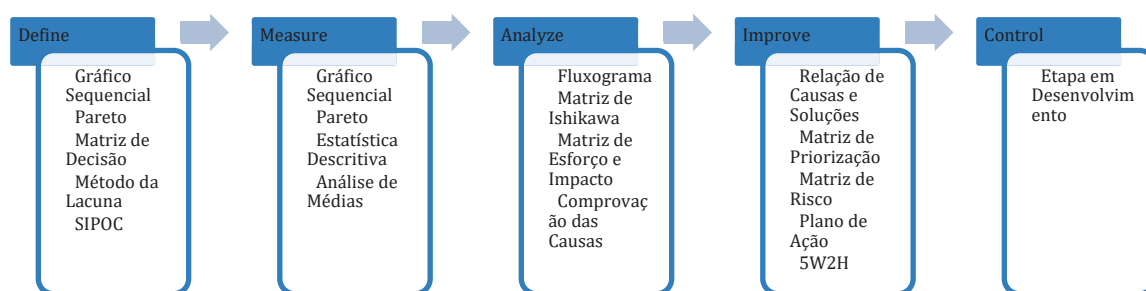 Define
Gráfico
Sequencial
Pareto
Matriz de
Decisão
Método da
Lacuna
SIPOC
Measure
Gráfico
Sequencial
Pareto
Estatística
Descritiva
Análise de
Médias
Analyze
Fluxograma
Matriz de
Ishikawa
Matriz de
Esforço e
Impacto
Comprovaç
ão das
Causas
Improve
Relação de
Causas e
Soluções
Matriz de
Priorização
Matriz de
Risco
Plano de
Ação
5W2H
Control
Etapa em
Desenvolvim
ento